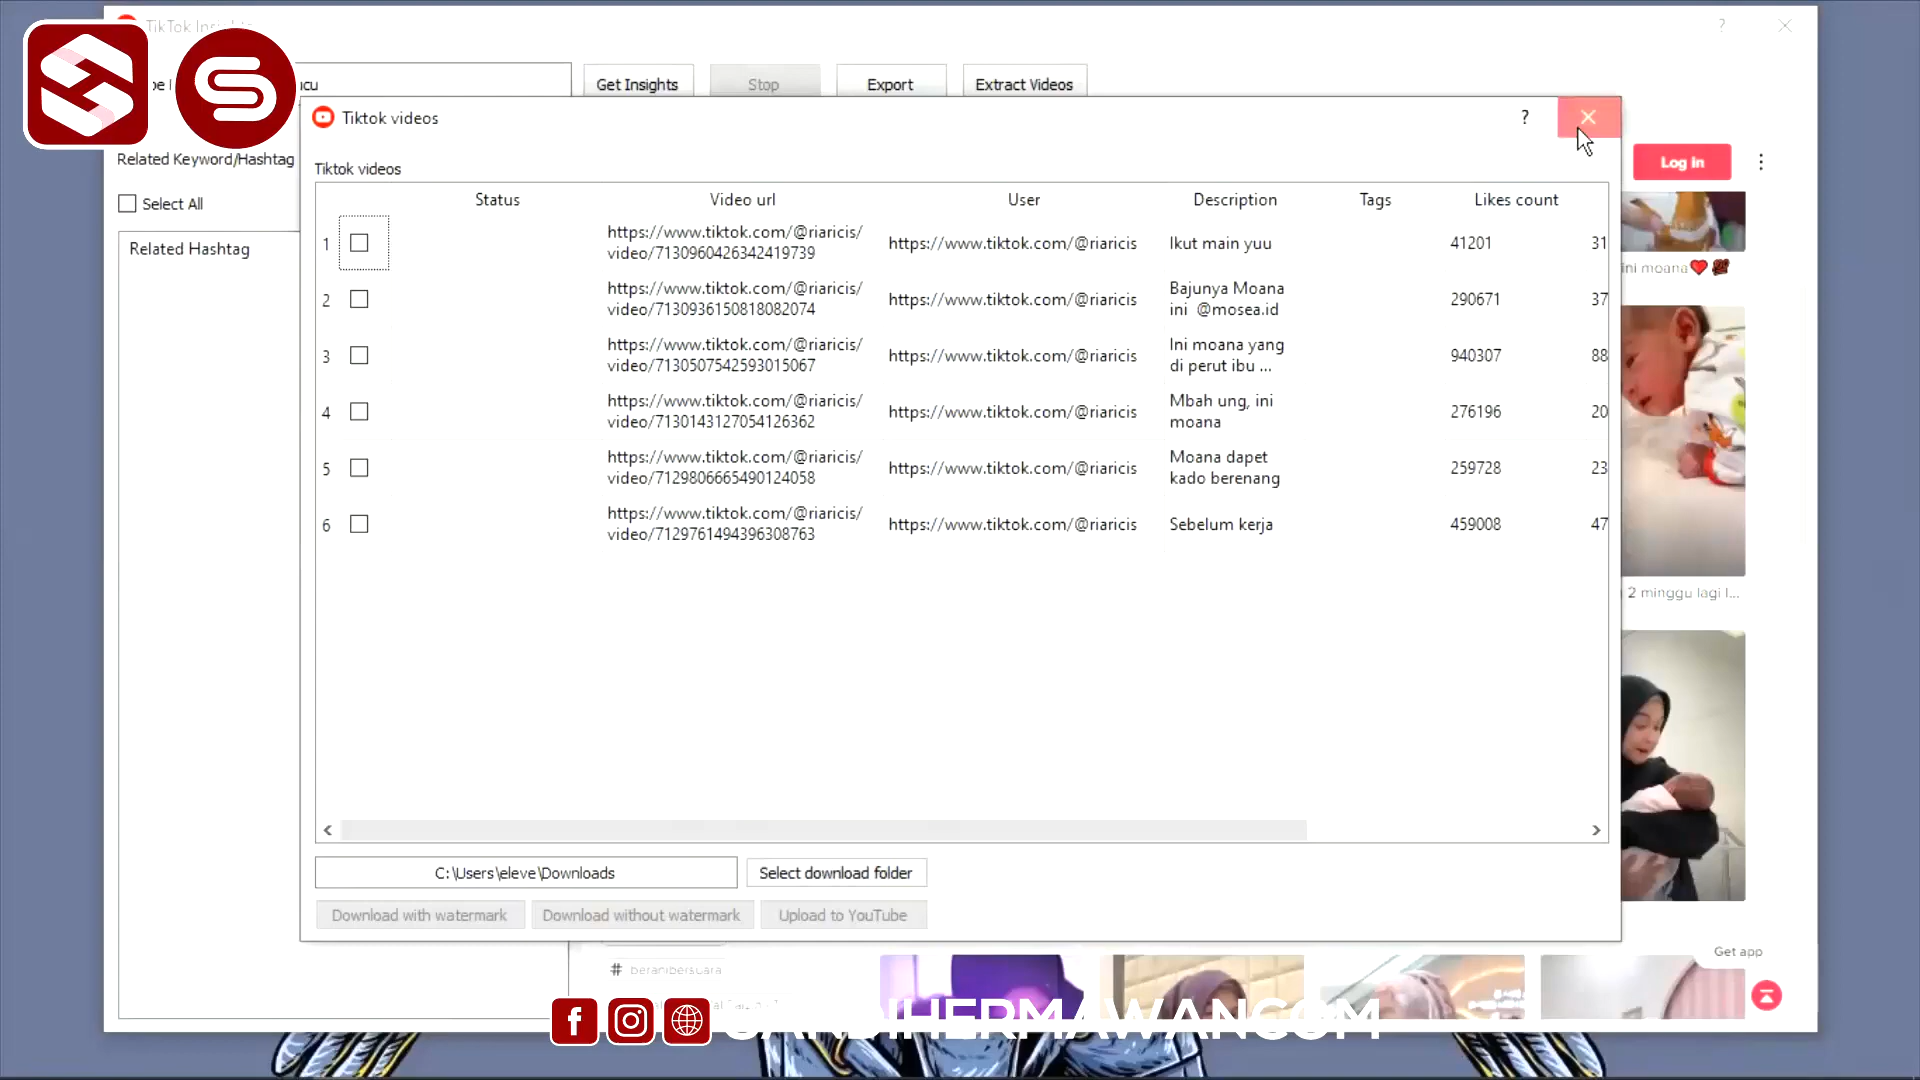 TikTok
?
Get Insights
Stop
Export
Extract Videos
Tiktok videos
?
Related Keyword/Hashtag
Tiktok videos
Log in
Select All
Related Hashtag
Status
Video url
User
Description
Tags
Likes count
1
https://www.tiktok.com/@riaricis/
video/7130960426342419739
https://www.tiktok.com/@riaricis
Ikut main yuu
41201
31
2
https://www.tiktok.com/@riaricis/
video/7130936150818082074
https://www.tiktok.com/@riaricis
Bajunya Moana
ini @mosea.id
290671
37
3
https://www.tiktok.com/@riaricis/
video/7130507542593015067
https://www.tiktok.com/@riaricis
Ini moana yang
di perut ibu ...
940307
88
4
https://www.tiktok.com/@riaricis/
video/7130143127054126362
https://www.tiktok.com/@riaricis
Mbah ung, ini
moana
276196
20
5
https://www.tiktok.com/@riaricis/
video/7129806665490124058
https://www.tiktok.com/@riaricis
Moana dapet
kado berenang
259728
23
6
https://www.tiktok.com/@riaricis/
video/7129761494396308763
https://www.tiktok.com/@riaricis
Sebelum kerja
459008
47
ini moana❤️💯
2 minggu lagi l...
C:\Users\eleve\Downloads
Select download folder
Download with watermark
Download without watermark
Upload to YouTube
Get app
# beranibersuara
SANDIHERMAWAN.COM